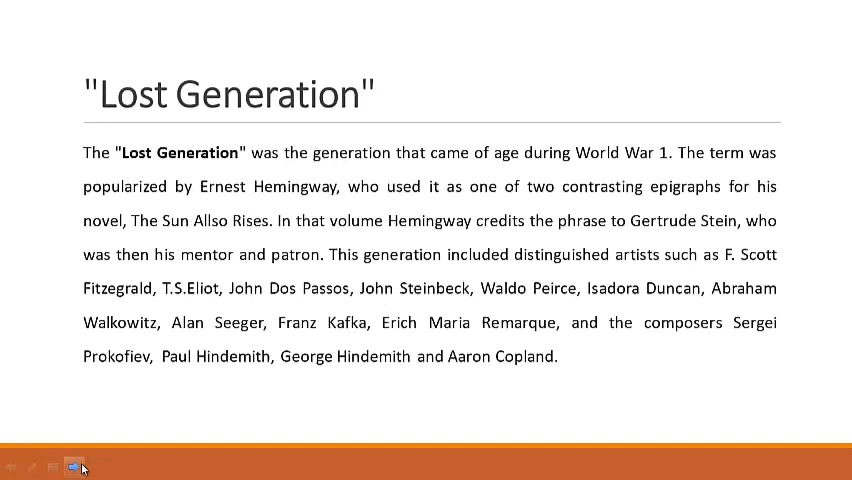 "Lost Generation"
The "Lost Generation" was the generation that came of age during World War 1. The term was
popularized by Ernest Hemingway, who used it as one of two contrasting epigraphs for his
novel, The Sun Allso Rises. In that volume Hemingway credits the phrase to Gertrude Stein, who
was then his mentor and patron. This generation included distinguished artists such as F. Scott
Fitzegrald, T.S.Eliot, John Dos Passos, John Steinbeck, Waldo Peirce, Isadora Duncan, Abraham
Walkowitz, Alan Seeger, Franz Kafka, Erich Maria Remarque, and the composers Sergei
Prokofiev, Paul Hindemith, George Hindemith and Aaron Copland.